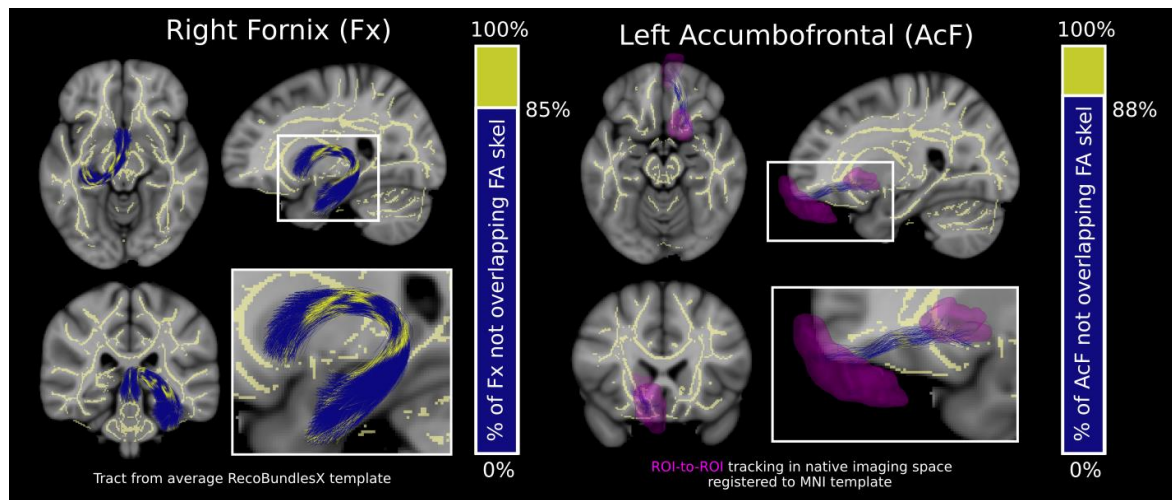 Right Fornix (Fx)
100%
85%
% of Fx not overlapping FA skel
0%
Tract from average RecoBundlesX template
Left Accumbofrontal (AcF)
100%
88%
% of AcF not overlapping FA skel
0%
ROI-to-ROI tracking in native imaging space
registered to MNI template